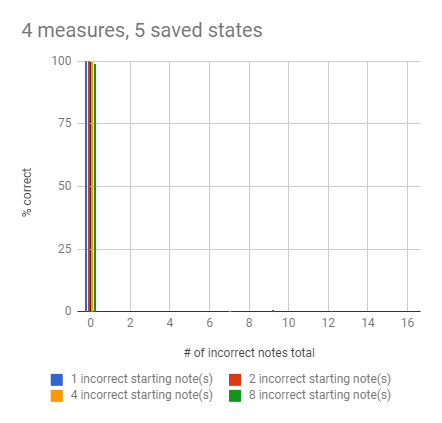 4 measures, 5 saved states
100
75
50
25
0
% correct
0 2 4 6 8 10 12 14 16
# of incorrect notes total
1 incorrect starting note(s) 2 incorrect starting note(s)
4 incorrect starting note(s) 8 incorrect starting note(s)